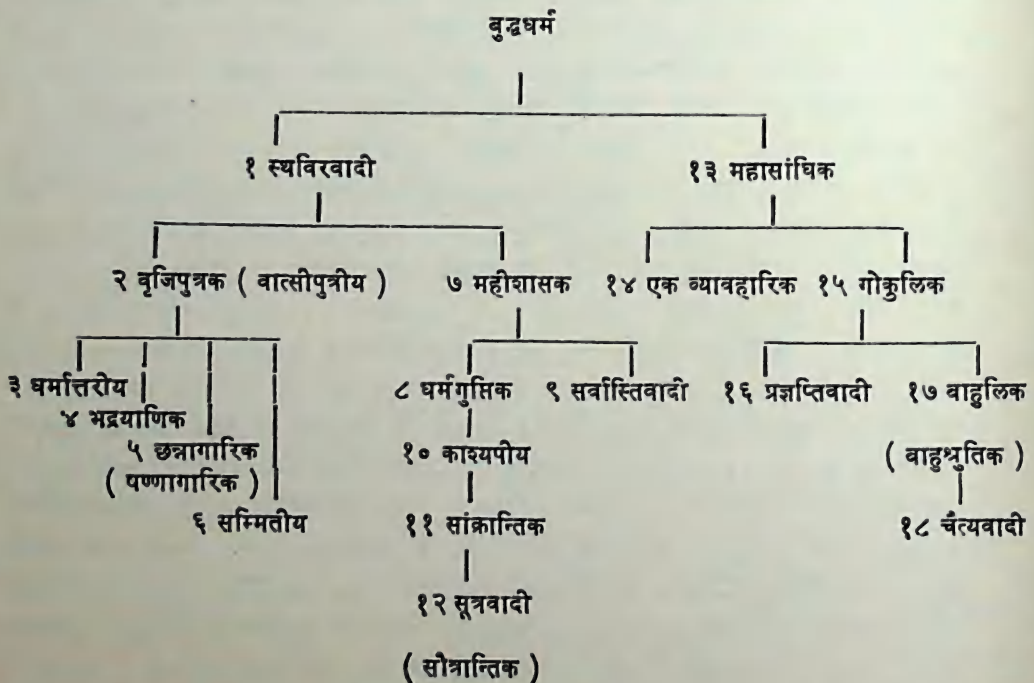 बुद्धधर्म
१ स्थविरवादी १३ महासांघिक
२ वृजिपुत्रक ( वात्सीपुत्रीय ) ७ महीशासक १४ एक व्यावहारिक १५ गोकुलिक
३ धर्मात्तरीय ८ धर्मगुप्तिक ९ सर्वास्तिवादी १६ प्रज्ञप्तिवादी १७ वाहुलिक
४ भद्रयाणिक
५ छन्नागारिक १० काश्यपीय ( वाहुश्रुतिक )
( पण्णागारिक )
६ सम्मितीय ११ सांक्रान्तिक १८ चैत्यवादी
१२ सूत्रवादी
( सौत्रान्तिक )